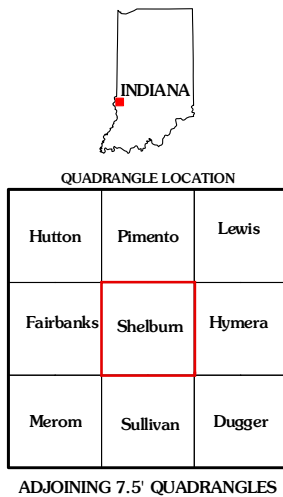 INDIANA
QUADRANGLE LOCATION
Hutton Pimento Lewis
Fairbanks Shelburn Hymera
Merom Sullivan Dugger
ADJOINING 7.5' QUADRANGLES